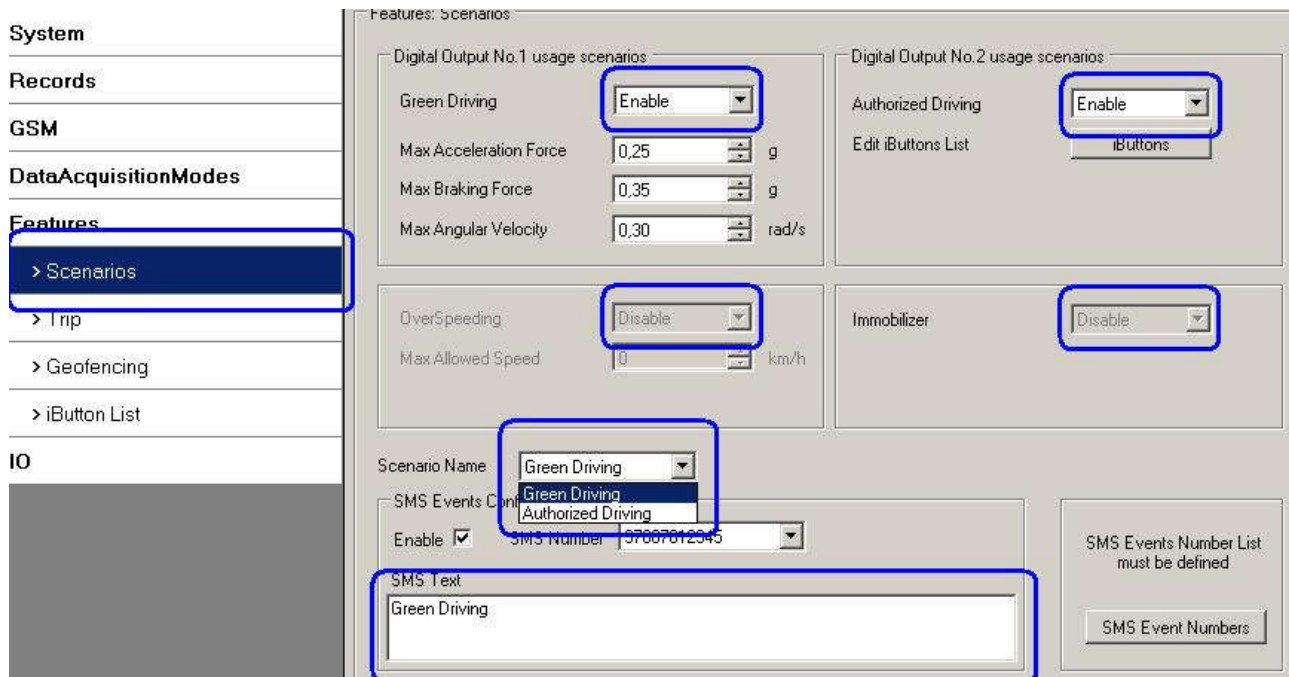 System
Records
GSM
DataAcquisitionModes
Features
> Scenarios
> Trip
> Geofencing
> iButton List
IO
Features: Scenarios
Digital Output No.1 usage scenarios
Green Driving Enable
Max Acceleration Force 0,25 g
Max Braking Force 0,35 g
Max Angular Velocity 0,30 rad/s
Digital Output No.2 usage scenarios
Authorized Driving Enable
Edit iButtons List iButtons
OverSpeeding Disable
Max Allowed Speed 0 km/h
Immobilizer Disable
Scenario Name Green Driving
Green Driving
Authorized Driving
SMS Events
Enable SMS Number
SMS Text
Green Driving
SMS Events Number List
must be defined
SMS Event Numbers